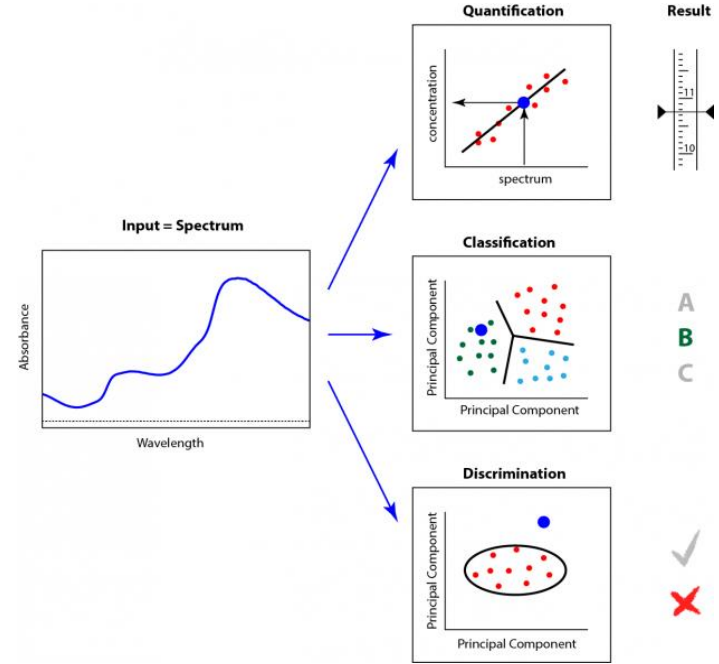 Quantification
Result
concentration
spectrum
11
10
Input = Spectrum
Absorbance
Wavelength
Classification
Principal Component
Principal Component
A
B
C
Discrimination
Principal Component
Principal Component